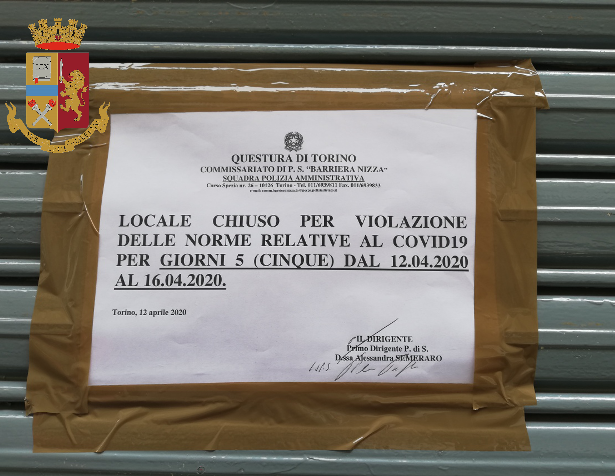 QUESTURA DI TORINO
COMMISSARIATO DI P. S. "BARRIERA NIZZA"
SQUADRA POLIZIA AMMINISTRATIVA
LOCALE CHIUSO PER VIOLAZIONE
DELLE NORME RELATIVE AL COVID19
PER GIORNI 5 (CINQUE) DAL 12.04.2020
AL 16.04.2020.
Torino, 12 aprile 2020
IL DIRIGENTE
Primo Dirigente P. di S.
D.ssa Alessandra SEMERARO